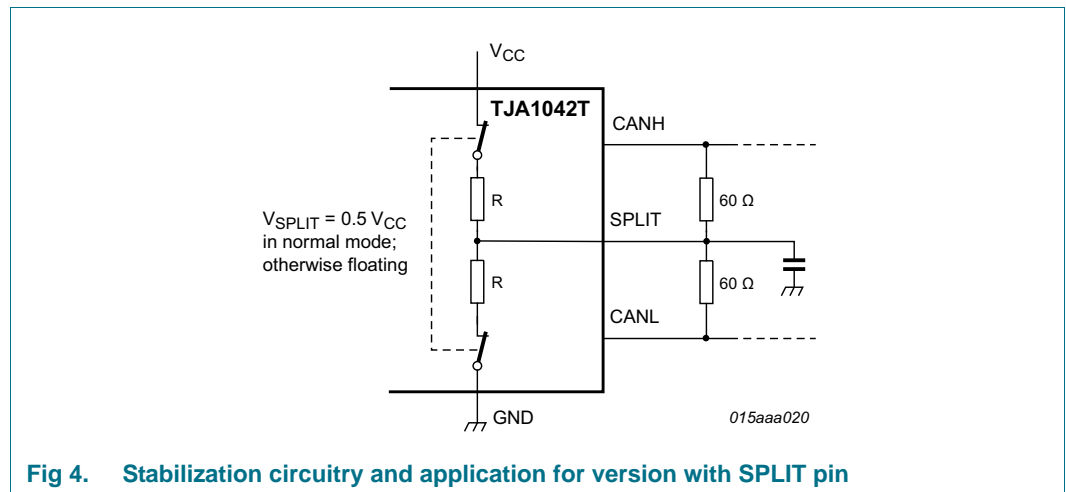 VCC
TJA1042T
CANH
R
60 Ω
VSPLIT = 0.5 VCC
in normal mode;
otherwise floating
SPLIT
R
60 Ω
CANL
GND
015aaa020
Fig 4. Stabilization circuitry and application for version with SPLIT pin